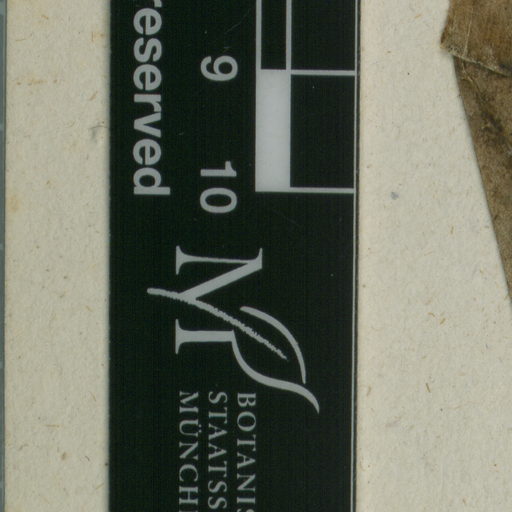 reserved
9 10
BOTANIS
STAATSS
MÜNCH